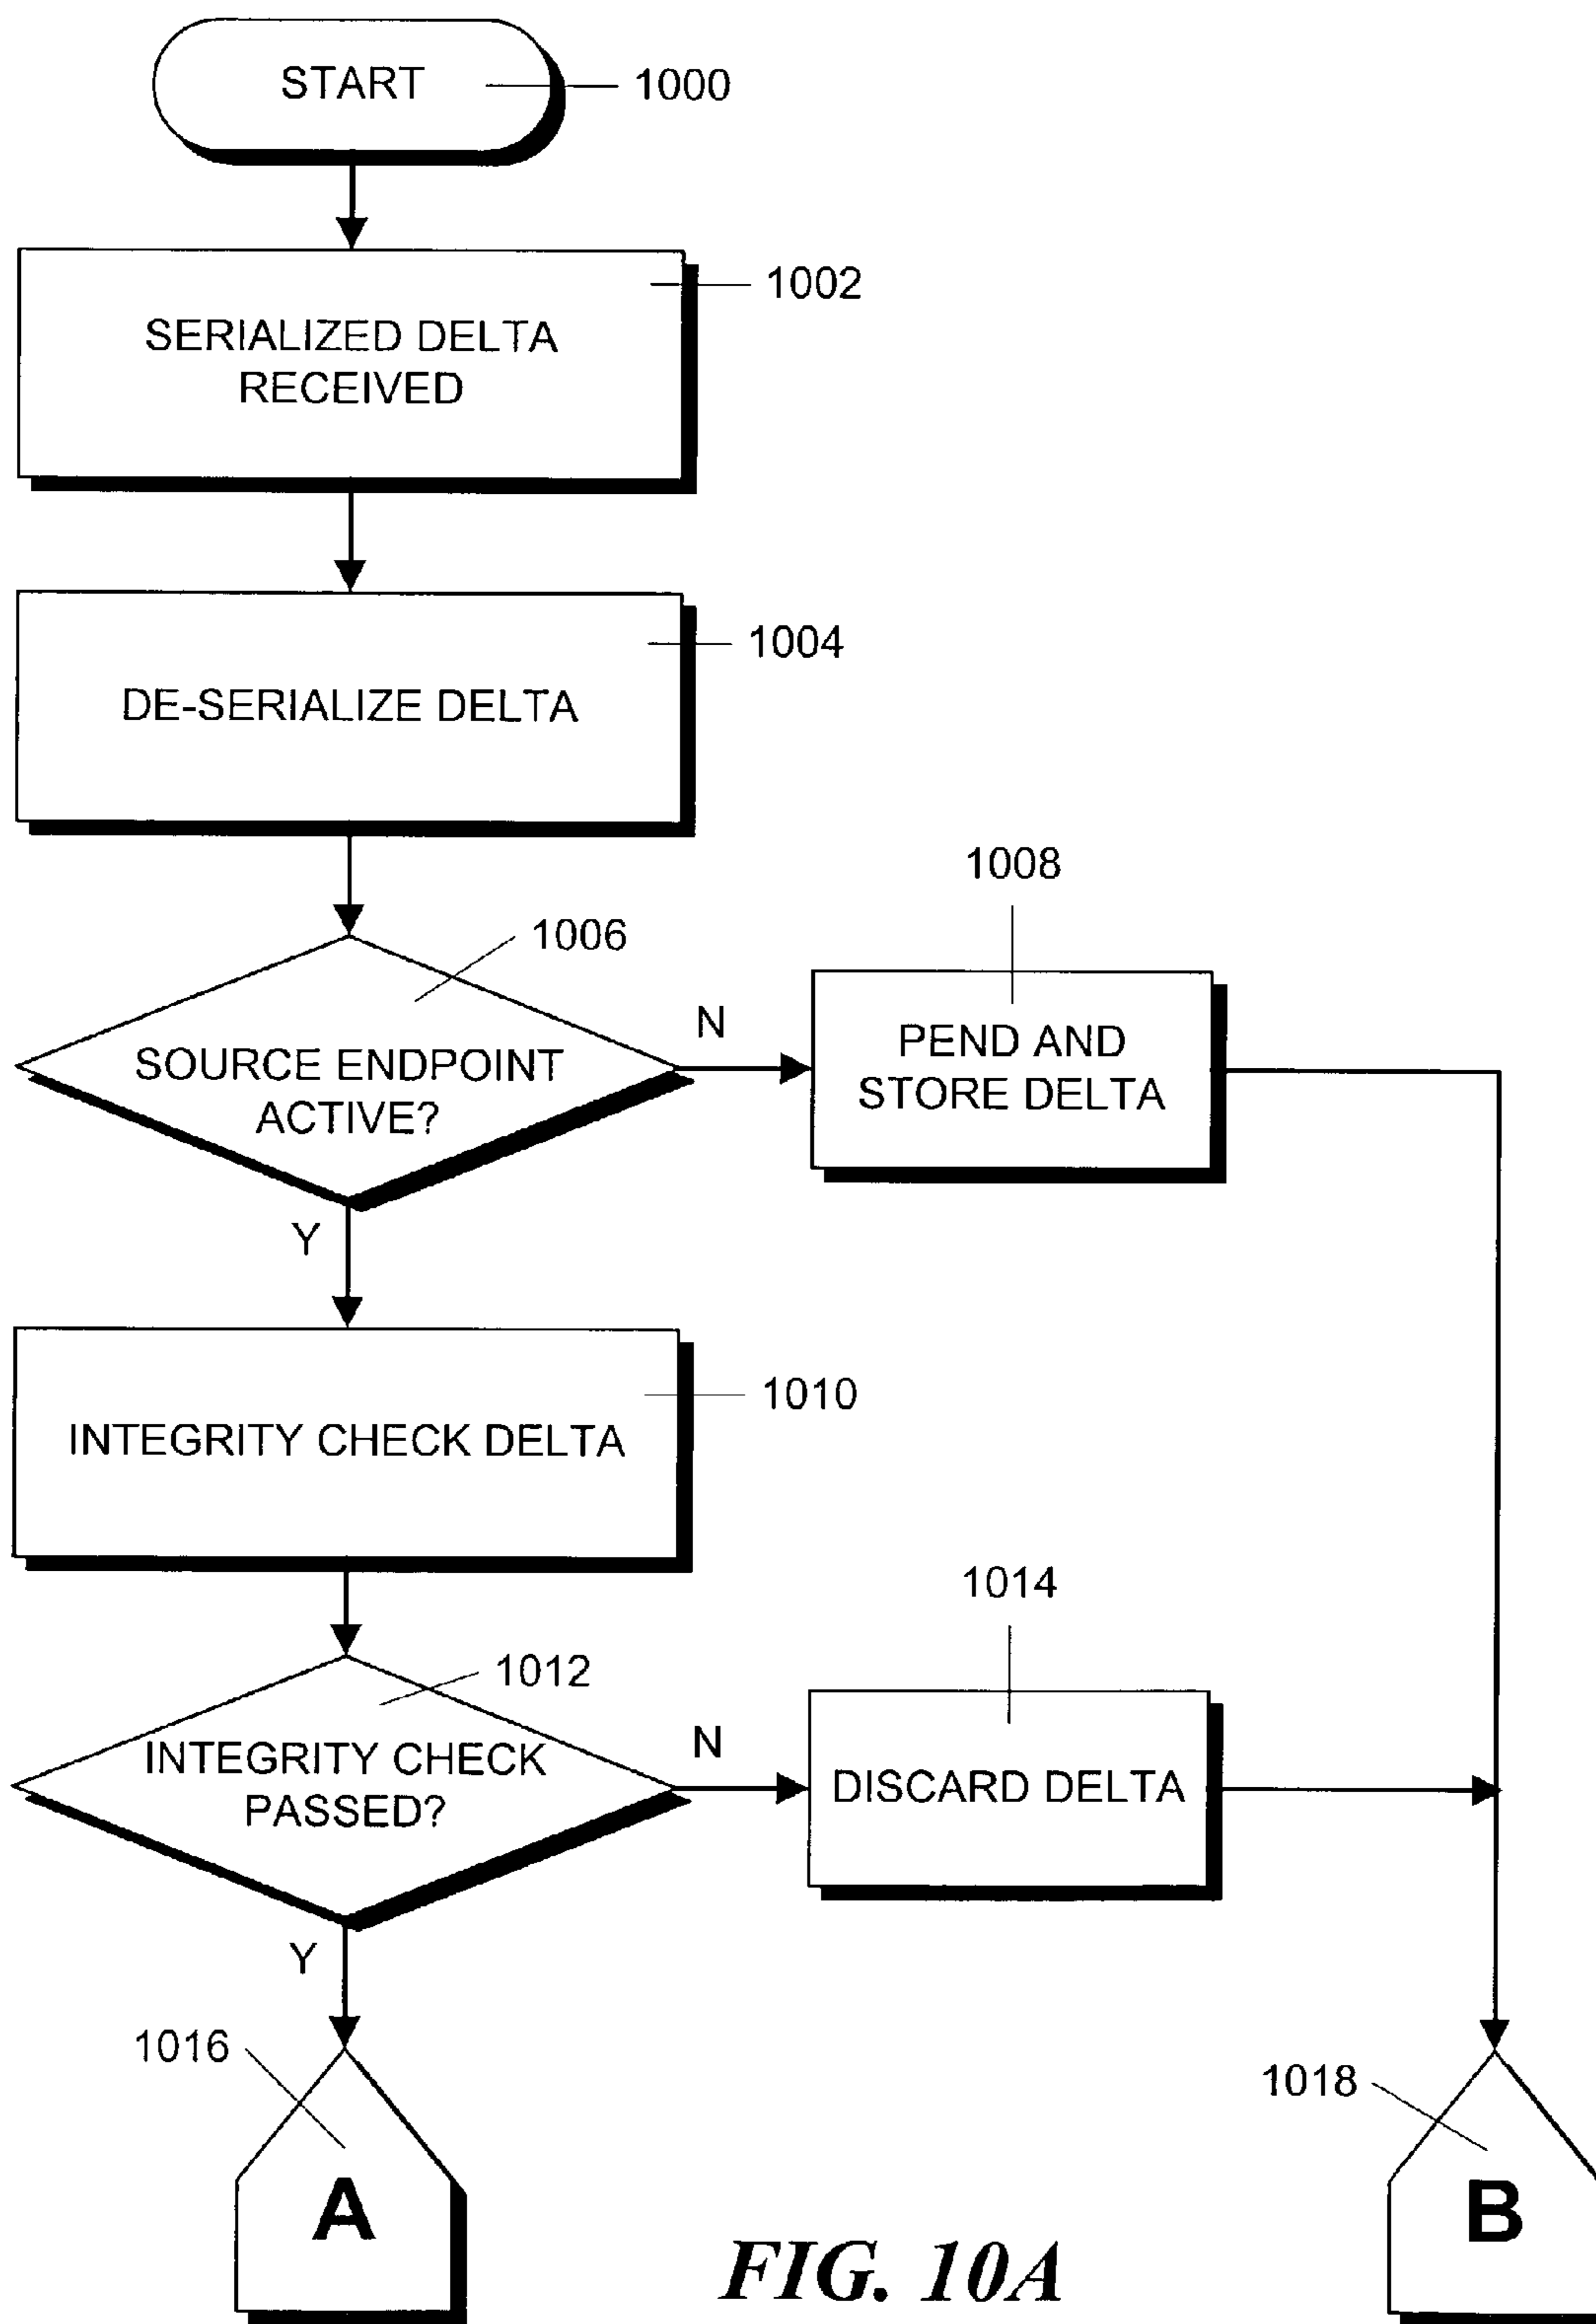 START
1000
1002
SERIALIZED DELTA
RECEIVED
1004
DE-SERIALIZE DELTA
1008
1006
N
PEND AND
STORE DELTA
SOURCE ENDPOINT
ACTIVE?
Y
1010
INTEGRITY CHECK DELTA
1014
1012
N
INTEGRITY CHECK
PASSED?
DISCARD DELTA
Y
1016
1018
A
B
FIG. 10A